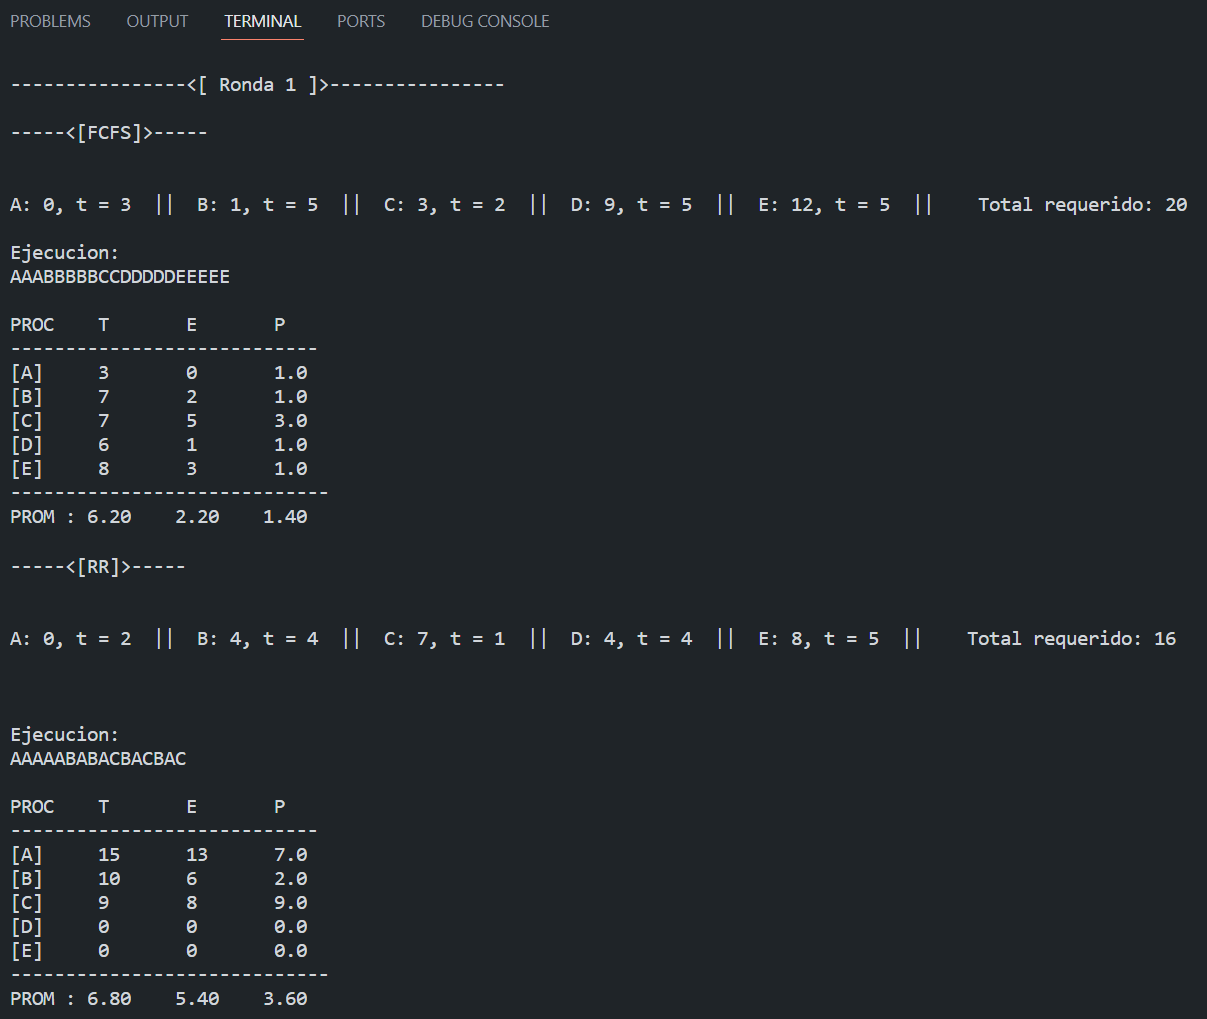 PROBLEMS OUTPUT TERMINAL PORTS DEBUG CONSOLE
----------------<[ Ronda 1 ]>----------------
-----<[FCFS]>-----
A: 0, t = 3  ||  B: 1, t = 5  ||  C: 3, t = 2  ||  D: 9, t = 5  ||  E: 12, t = 5  ||    Total requerido: 20
Ejecucion:
AAABBBBBCCDDDDDEEEEE
PROC    T       E       P
----------------------------
[A]     3       0       1.0
[B]     7       2       1.0
[C]     7       5       3.0
[D]     6       1       1.0
[E]     8       3       1.0
-----------------------------
PROM : 6.20    2.20    1.40
-----<[RR]>-----
A: 0, t = 2  ||  B: 4, t = 4  ||  C: 7, t = 1  ||  D: 4, t = 4  ||  E: 8, t = 5  ||    Total requerido: 16
Ejecucion:
AAAAABABACBACBAC
PROC    T       E       P
----------------------------
[A]     15      13      7.0
[B]     10      6       2.0
[C]     9       8       9.0
[D]     0       0       0.0
[E]     0       0       0.0
-----------------------------
PROM : 6.80    5.40    3.60